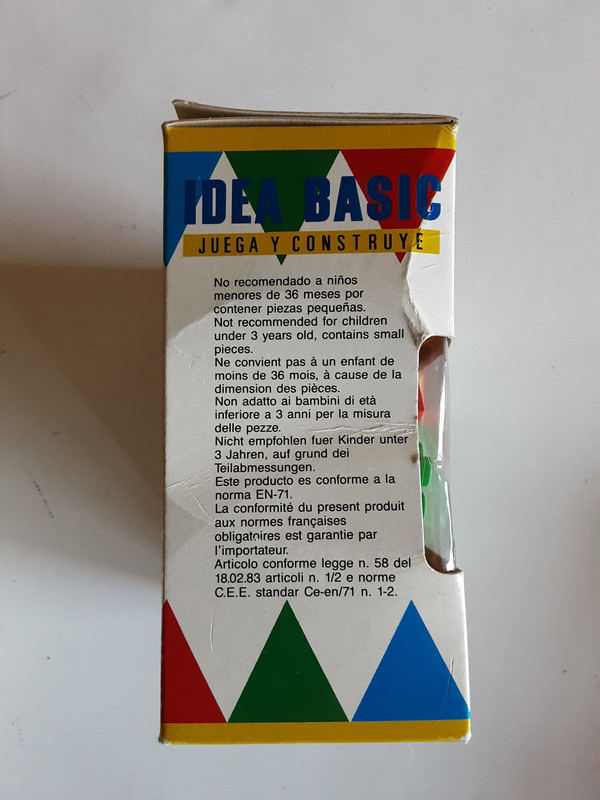 IDEA BASIC
JUEGA Y CONSTRUYE
No recomendado a niños
menores de 36 meses por
contener piezas pequeñas.
Not recommended for children
under 3 years old, contains small
pieces.
Ne convient pas à un enfant de
moins de 36 mois, à cause de la
dimension des pièces.
Non adatto ai bambini di età
inferiore a 3 anni per la misura
delle pezze.
Nicht empfohlen fuer Kinder unter
3 Jahren, auf grund dei
Teilabmessungen.
Este producto es conforme a la
norma EN-71.
La conformité du present produit
aux normes françaises
obligatoires est garantie par
l'importateur.
Articolo conforme legge n. 58 del
18.02.83 articoli n. 1/2 e norme
C.E.E. standar Ce-en/71 n. 1-2.